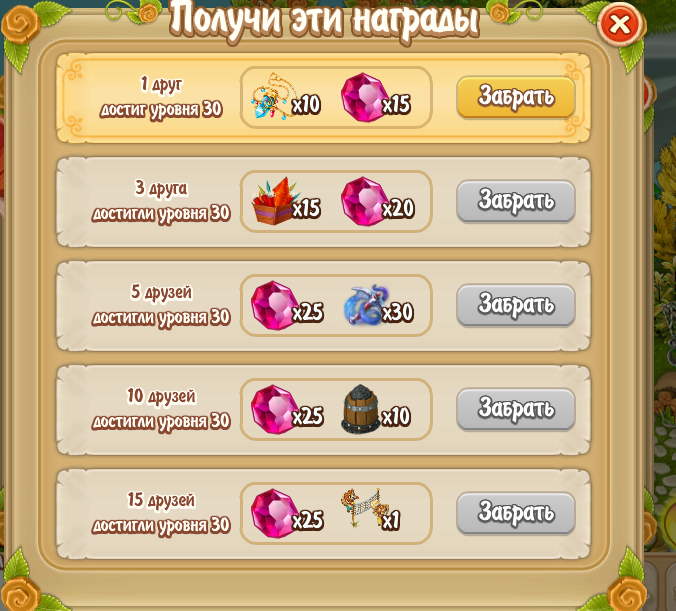 Получи эти награды
1 друг
достиг уровня 30
x10
x15
Забрать
3 друга
достигли уровня 30
x15
x20
Забрать
5 друзей
достигли уровня 30
x25
x30
Забрать
10 друзей
достигли уровня 30
x25
x10
Забрать
15 друзей
достигли уровня 30
x25
x1
Забрать